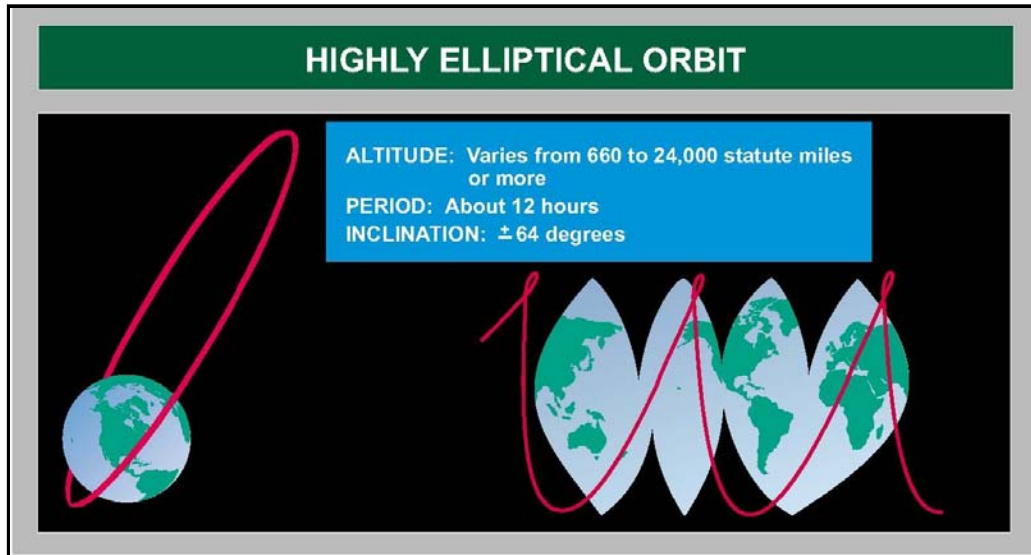 HIGHLY ELLIPTICAL ORBIT
ALTITUDE: Varies from 660 to 24,000 statute miles
or more
PERIOD: About 12 hours
INCLINATION: ± 64 degrees